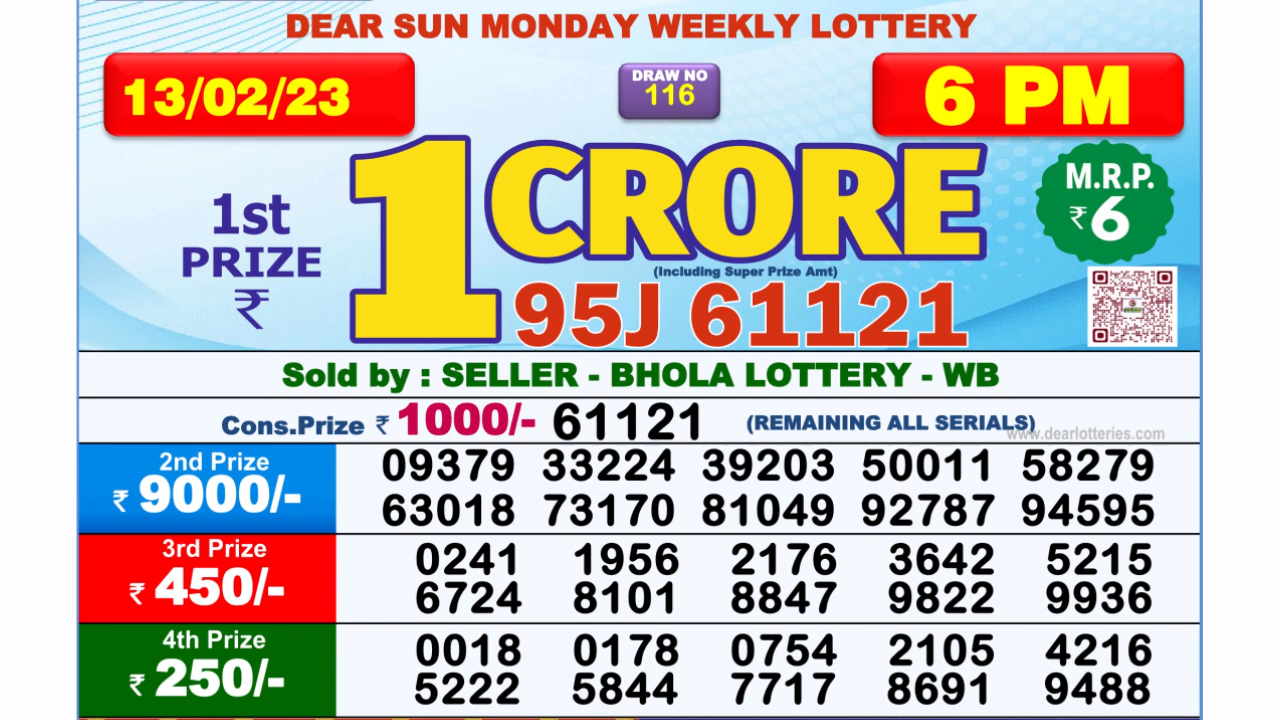 DEAR SUN MONDAY WEEKLY LOTTERY
13/02/23
DRAW NO
116
6 PM
1st
PRIZE
₹
1 CRORE
(Including Super Prize Amt)
M.R.P.
₹6
95J 61121
Sold by : SELLER - BHOLA LOTTERY - WB
Cons.Prize ₹ 1000/- 61121 (REMAINING ALL SERIALS)
www.dearlotteries.com
2nd Prize
₹ 9000/-
09379 33224 39203 50011 58279
63018 73170 81049 92787 94595
3rd Prize
₹ 450/-
0241 1956 2176 3642 5215
6724 8101 8847 9822 9936
4th Prize
₹ 250/-
0018 0178 0754 2105 4216
5222 5844 7717 8691 9488